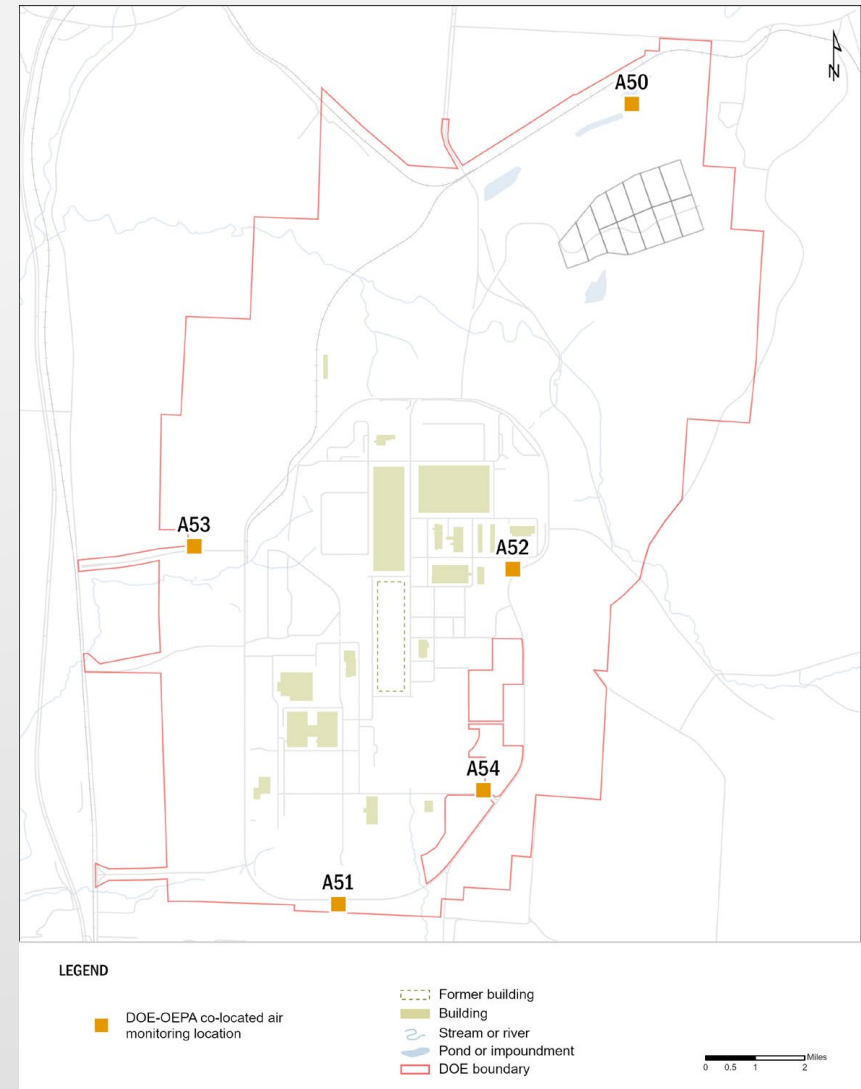 N
A50
A53
A52
A54
A51
LEGEND
DOE-OEPA co-located air
monitoring location
Former building
Building
Stream or river
Pond or impoundment
DOE boundary
Miles
0 0.5 1 2